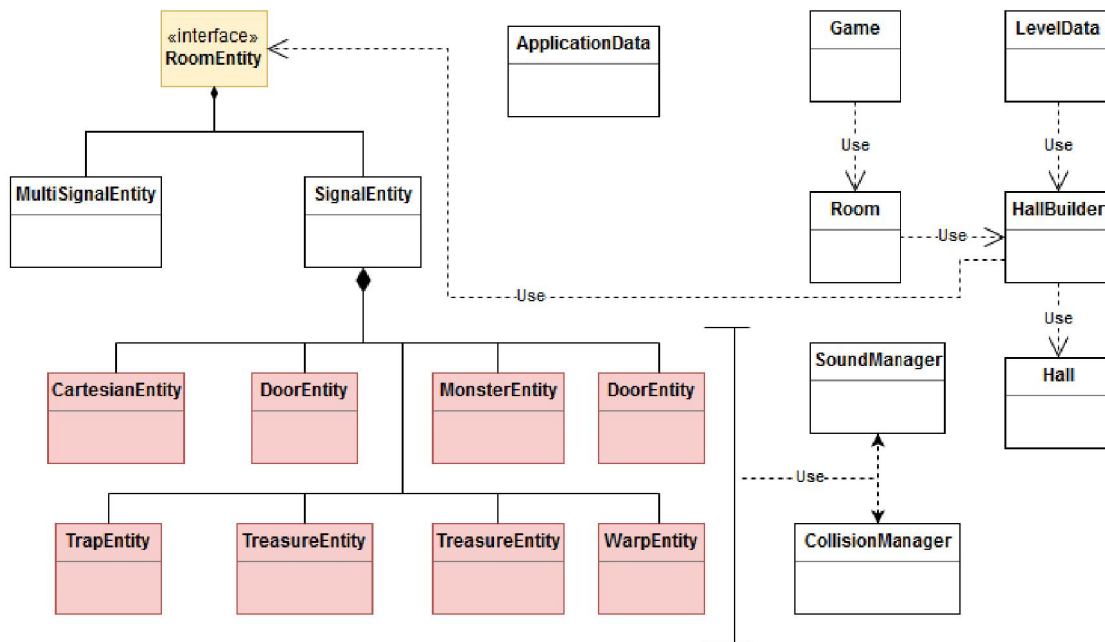 «interface»
RoomEntity
ApplicationData
Game
LevelData
Use
Use
MultiSignalEntity
SignalEntity
Room
HallBuilder
Use
Use
Use
SoundManager
Hall
CartesianEntity
DoorEntity
MonsterEntity
DoorEntity
Use
TrapEntity
TreasureEntity
TreasureEntity
WarpEntity
CollisionManager